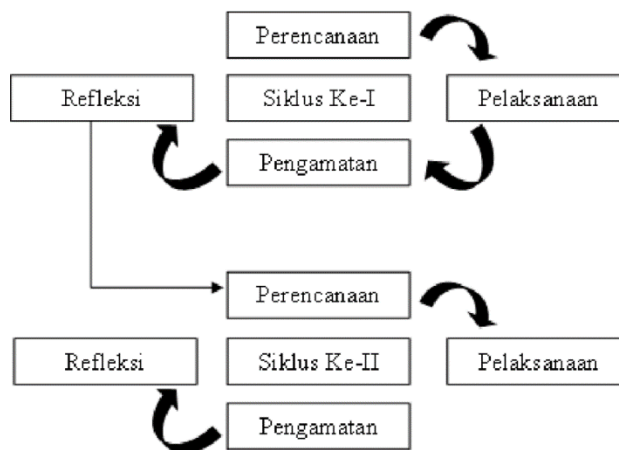 Perencanaan
Refleksi
Siklus Ke-I
Pelaksanaan
Pengamatan
Perencanaan
Refleksi
Siklus Ke-II
Pelaksanaan
Pengamatan